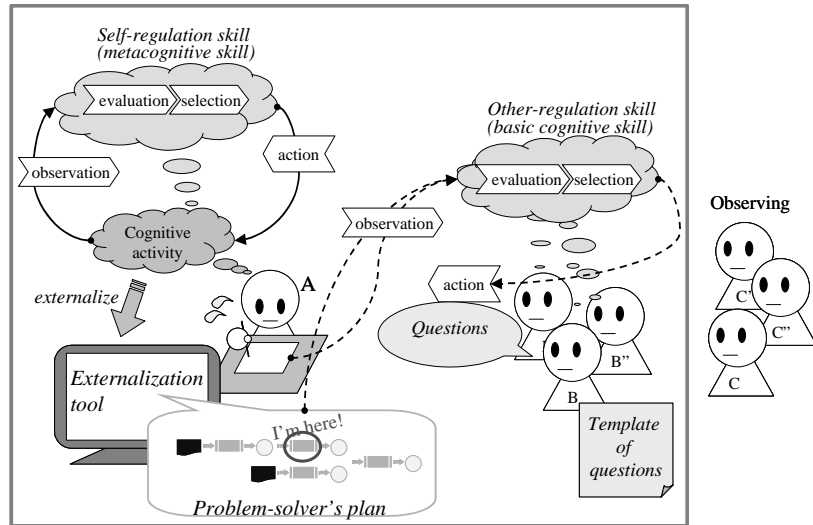 Self-regulation skill
(metacognitive skill)
evaluation
selection
observation
action
Cognitive
activity
externalize
A
Externalization
tool
I'm here!
Problem-solver's plan
Other-regulation skill
(basic cognitive skill)
evaluation
selection
observation
action
Questions
B"
B
Template
of
questions
Observing
C'
C"
C